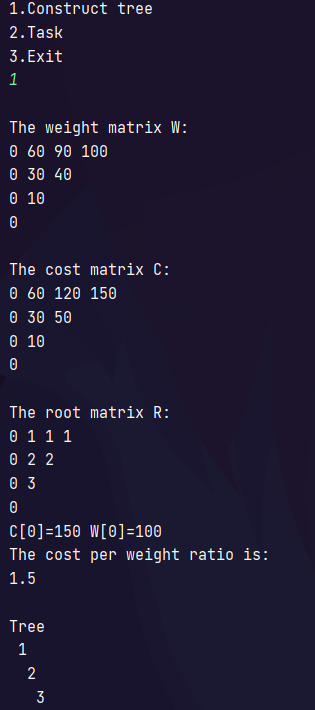 1.Construct tree
2.Task
3.Exit
1
The weight matrix W:
0 60 90 100
0 30 40
0 10
0
The cost matrix C:
0 60 120 150
0 30 50
0 10
0
The root matrix R:
0 1 1 1
0 2 2
0 3
0
C[0]=150 W[0]=100
The cost per weight ratio is:
1.5
Tree
1
2
3